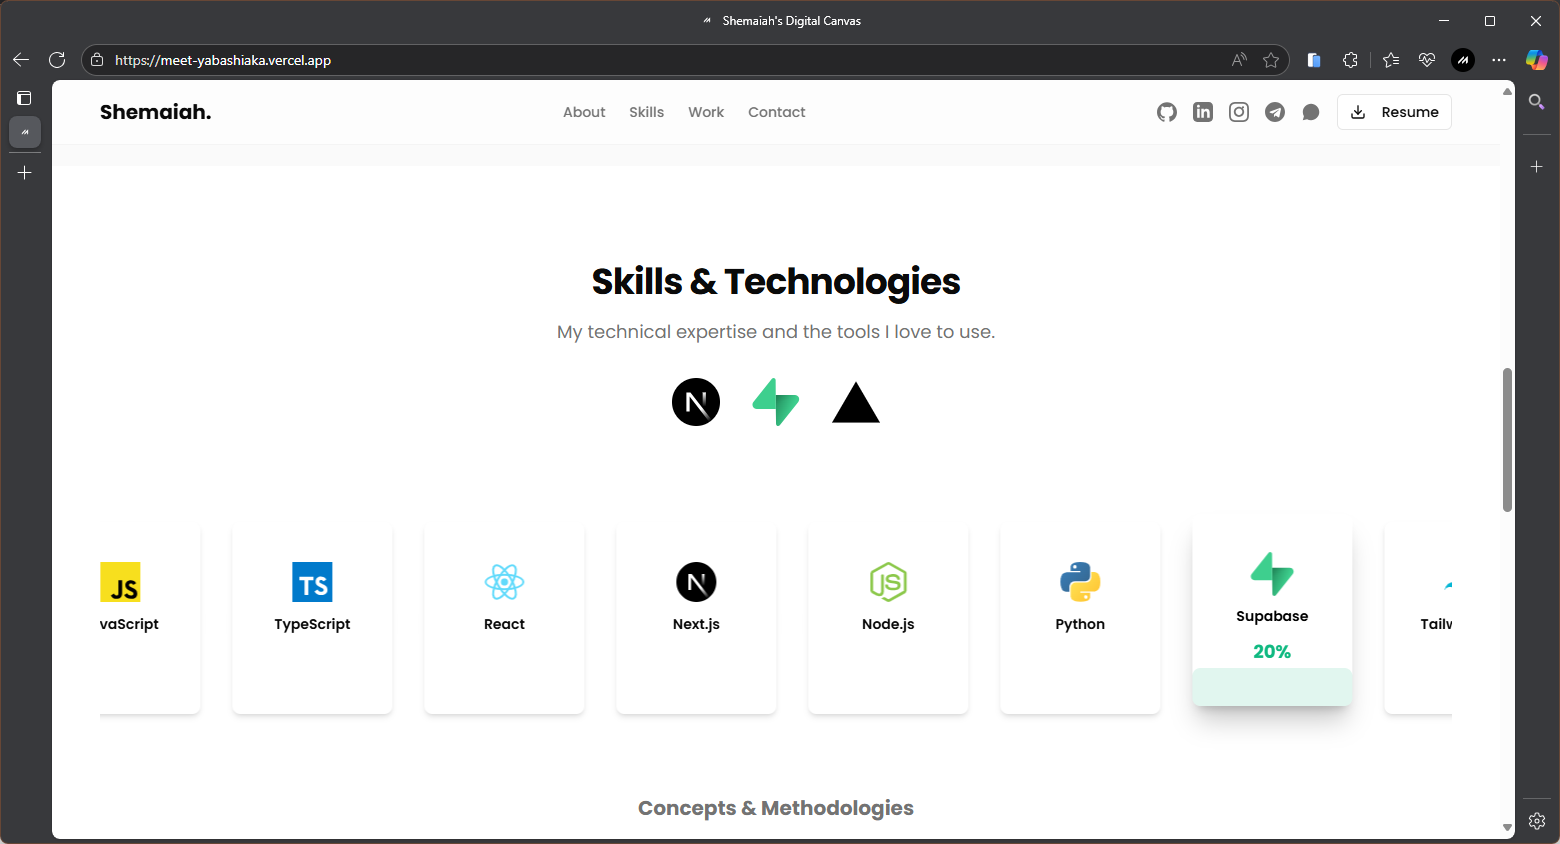 Shemaiah's Digital Canvas
https://meet-yabashiaka.vercel.app
Shemaiah.
About Skills Work Contact
Resume
Skills & Technologies
My technical expertise and the tools I love to use.
N
JS TS N JS
vaScript TypeScript React Next.js Node.js Python Supabase Tailw
20%
Concepts & Methodologies